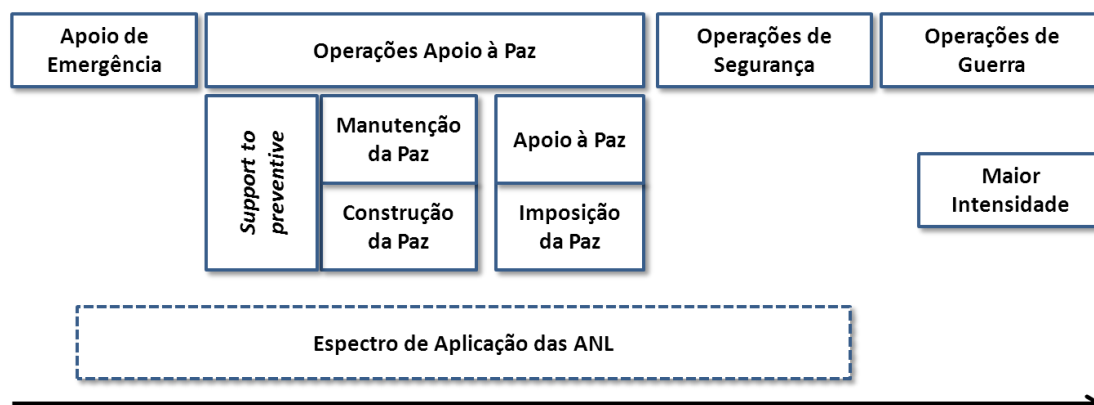 Apoio de
Emergência
Operações Apoio à Paz
Operações de
Segurança
Operações de
Guerra
Support to
preventive
Manutenção
da Paz
Apoio à Paz
Construção
da Paz
Imposição
da Paz
Maior
Intensidade
Espectro de Aplicação das ANL